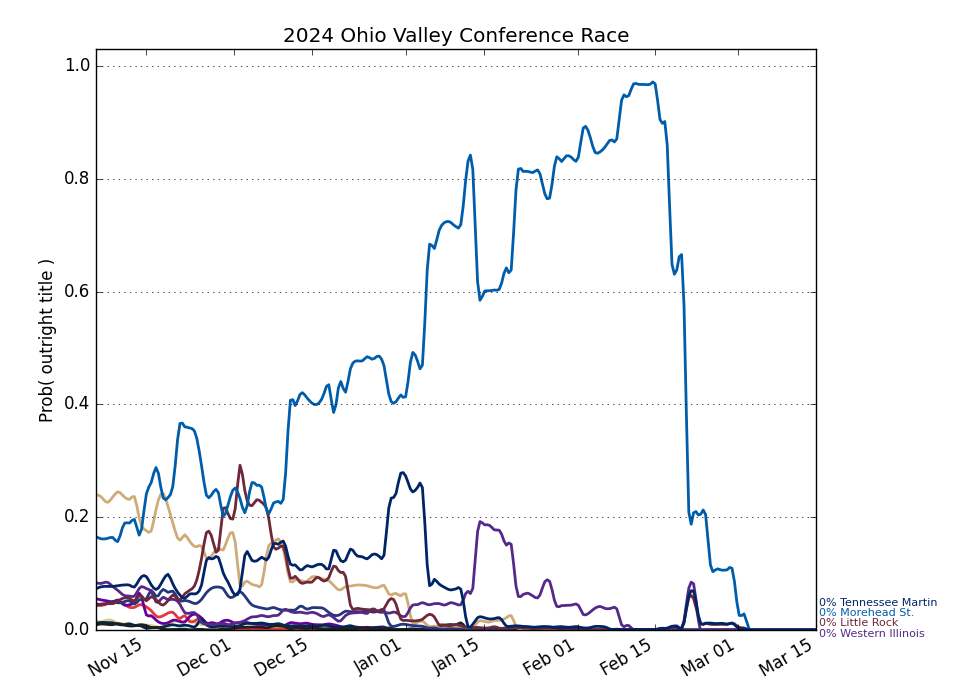 2024 Ohio Valley Conference Race
Prob( outright title )
1.0
0.8
0.6
0.4
0.2
0.0
Nov 15
Dec 01
Dec 15
Jan 01
Jan 15
Feb 01
Feb 15
Mar 01
Mar 15
0% Tennessee Martin
0% Morehead St.
0% Little Rock
0% Western Illinois